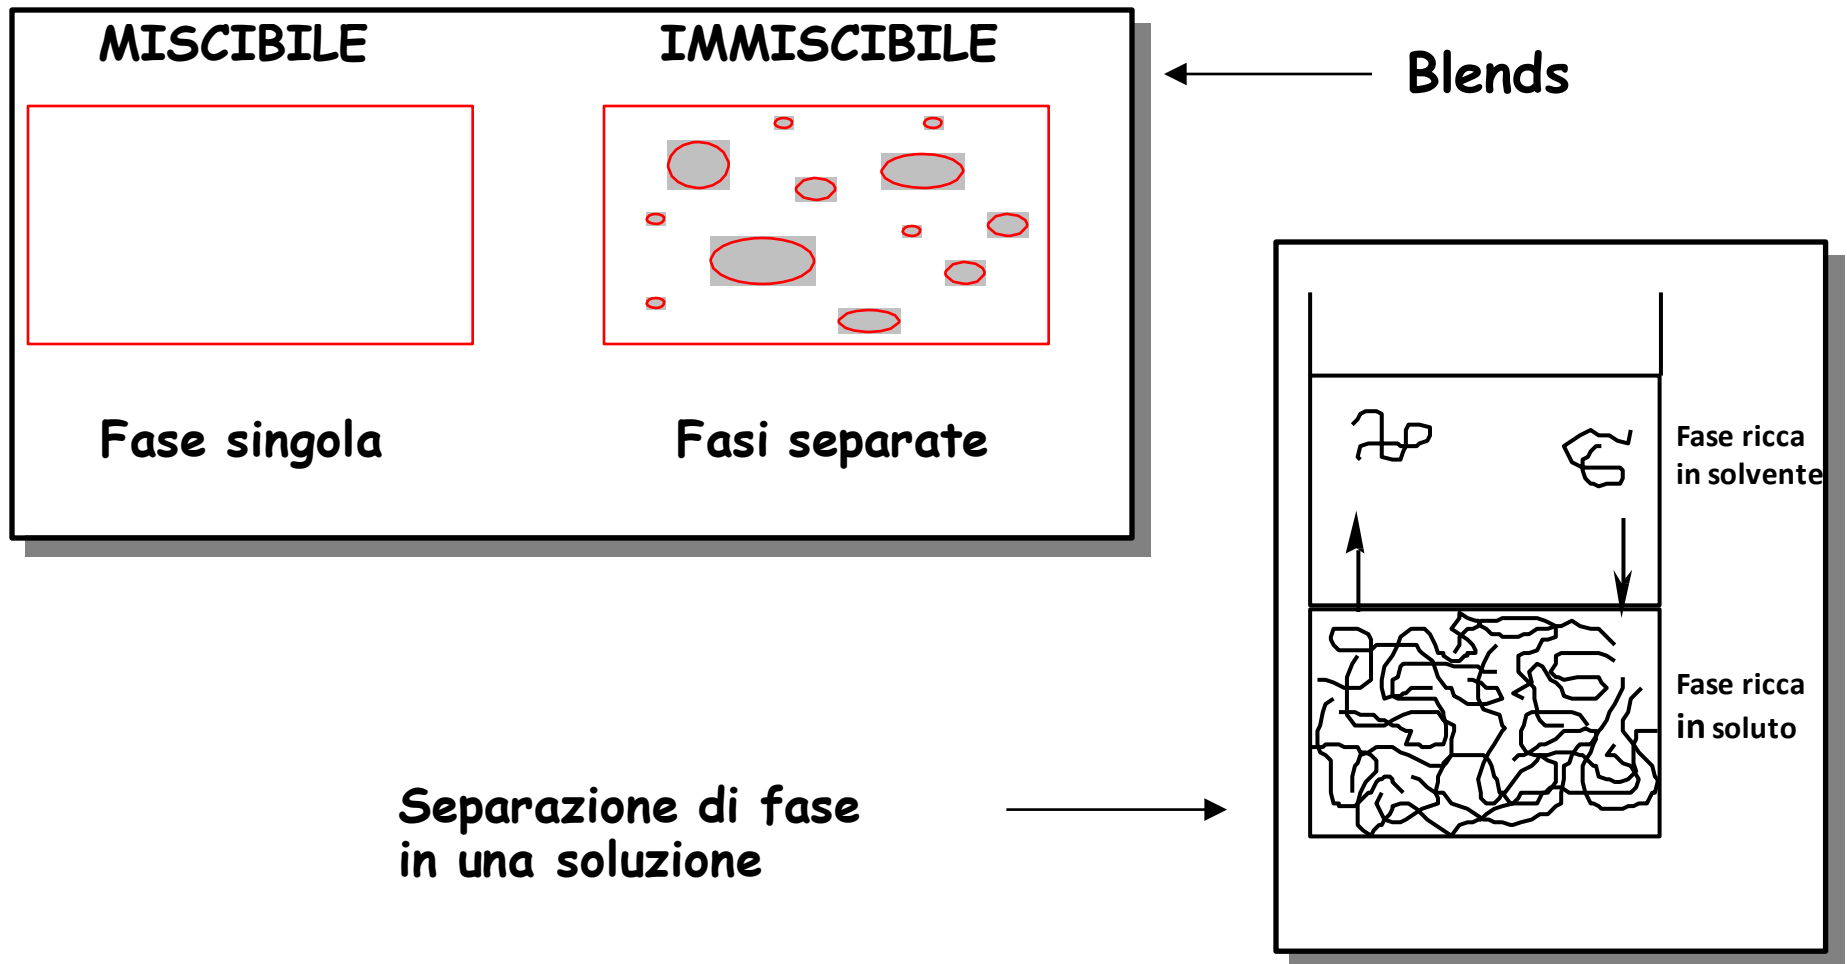 MISCIBILE
IMMISCIBILE
Blends
Fase singola
Fasi separate
Fase ricca
in solvente
Fase ricca
in soluto
Separazione di fase
in una soluzione